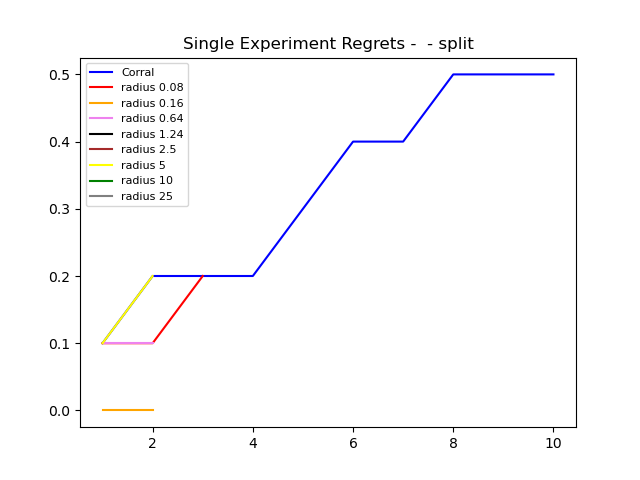 Single Experiment Regrets -  - split
Corral
radius 0.08
radius 0.16
radius 0.64
radius 1.24
radius 2.5
radius 5
radius 10
radius 25
0.5
0.4
0.3
0.2
0.1
0.0
2 4 6 8 10